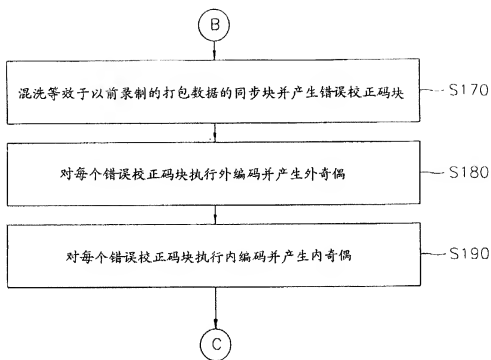 B
混洗等效于以前录制的打包数据的同步块并产生错误校正码块
S170
对每个错误校正码块执行外编码并产生外奇偶
S180
对每个错误校正码块执行内编码并产生内奇偶
S190
C